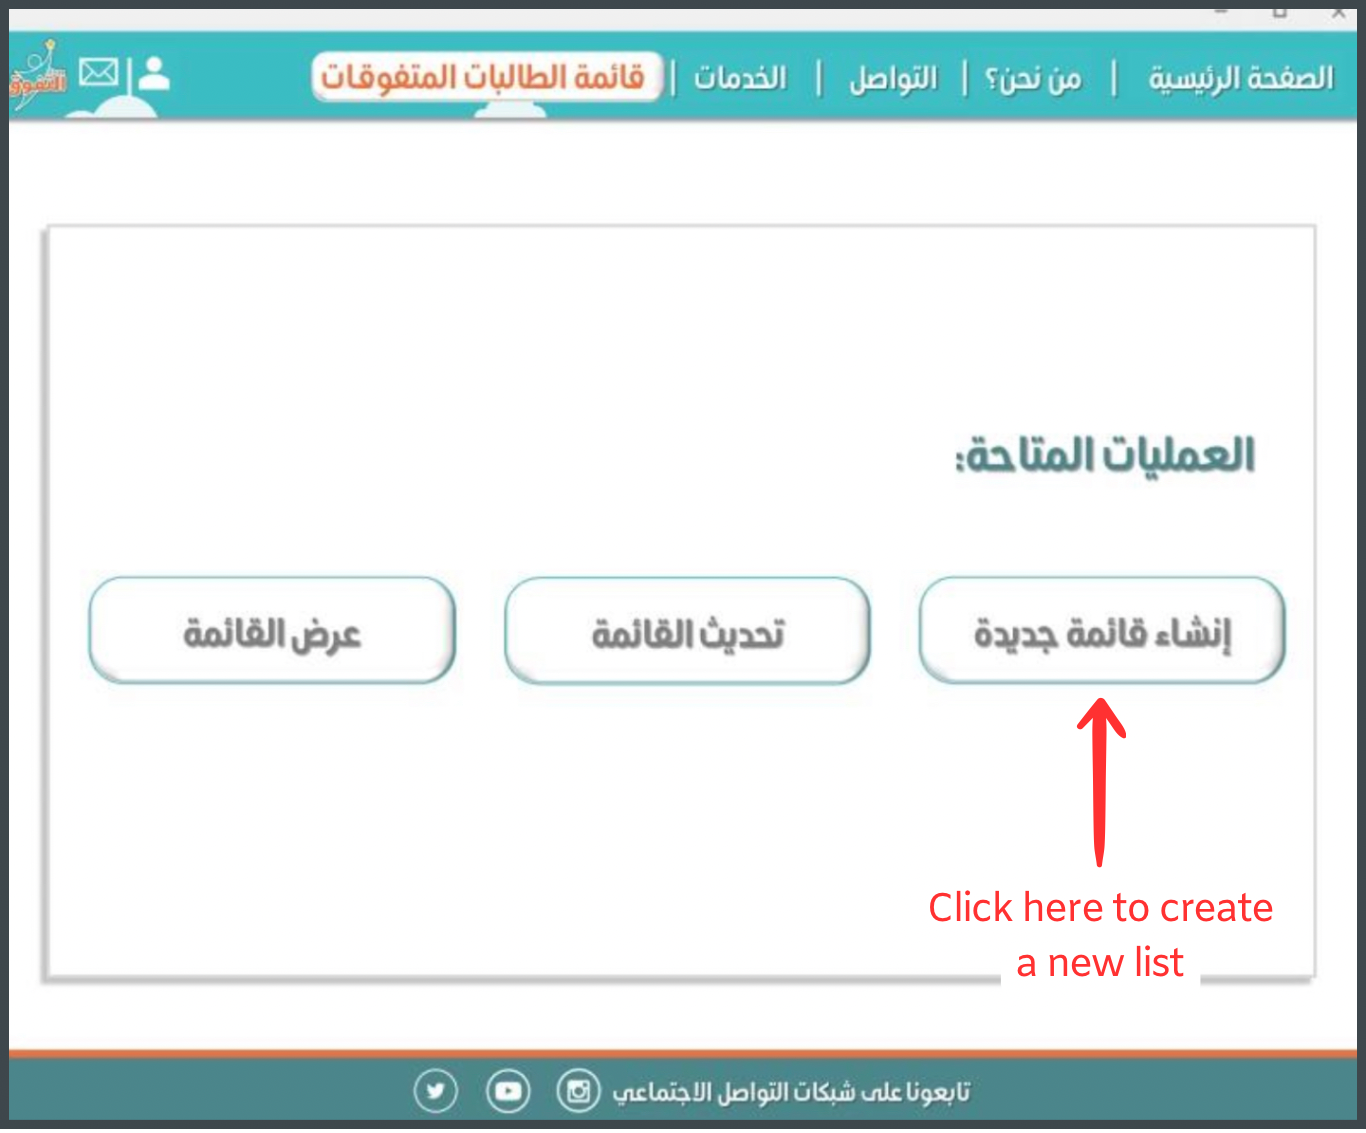 الصفحة الرئيسية | من نحن؟ | التواصل | الخدمات | قائمة الطالبات المتفوقات
التفوق
العمليات المتاحة:
إنشاء قائمة جديدة
تحديث القائمة
عرض القائمة
Click here to create
a new list
تابعونا على شبكات التواصل الاجتماعي